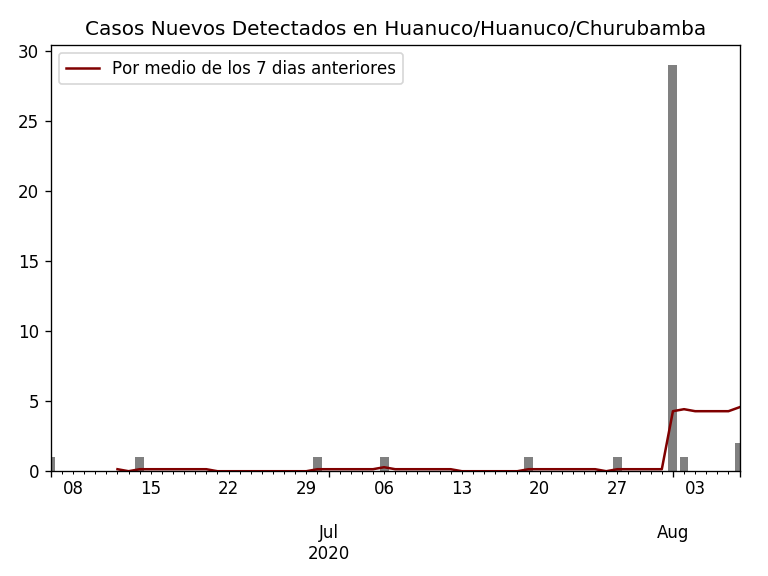 Casos Nuevos Detectados en Huanuco/Huanuco/Churubamba
Por medio de los 7 dias anteriores
30
25
20
15
10
5
0
08 15 22 29 06 13 20 27 03
Jul Aug
2020